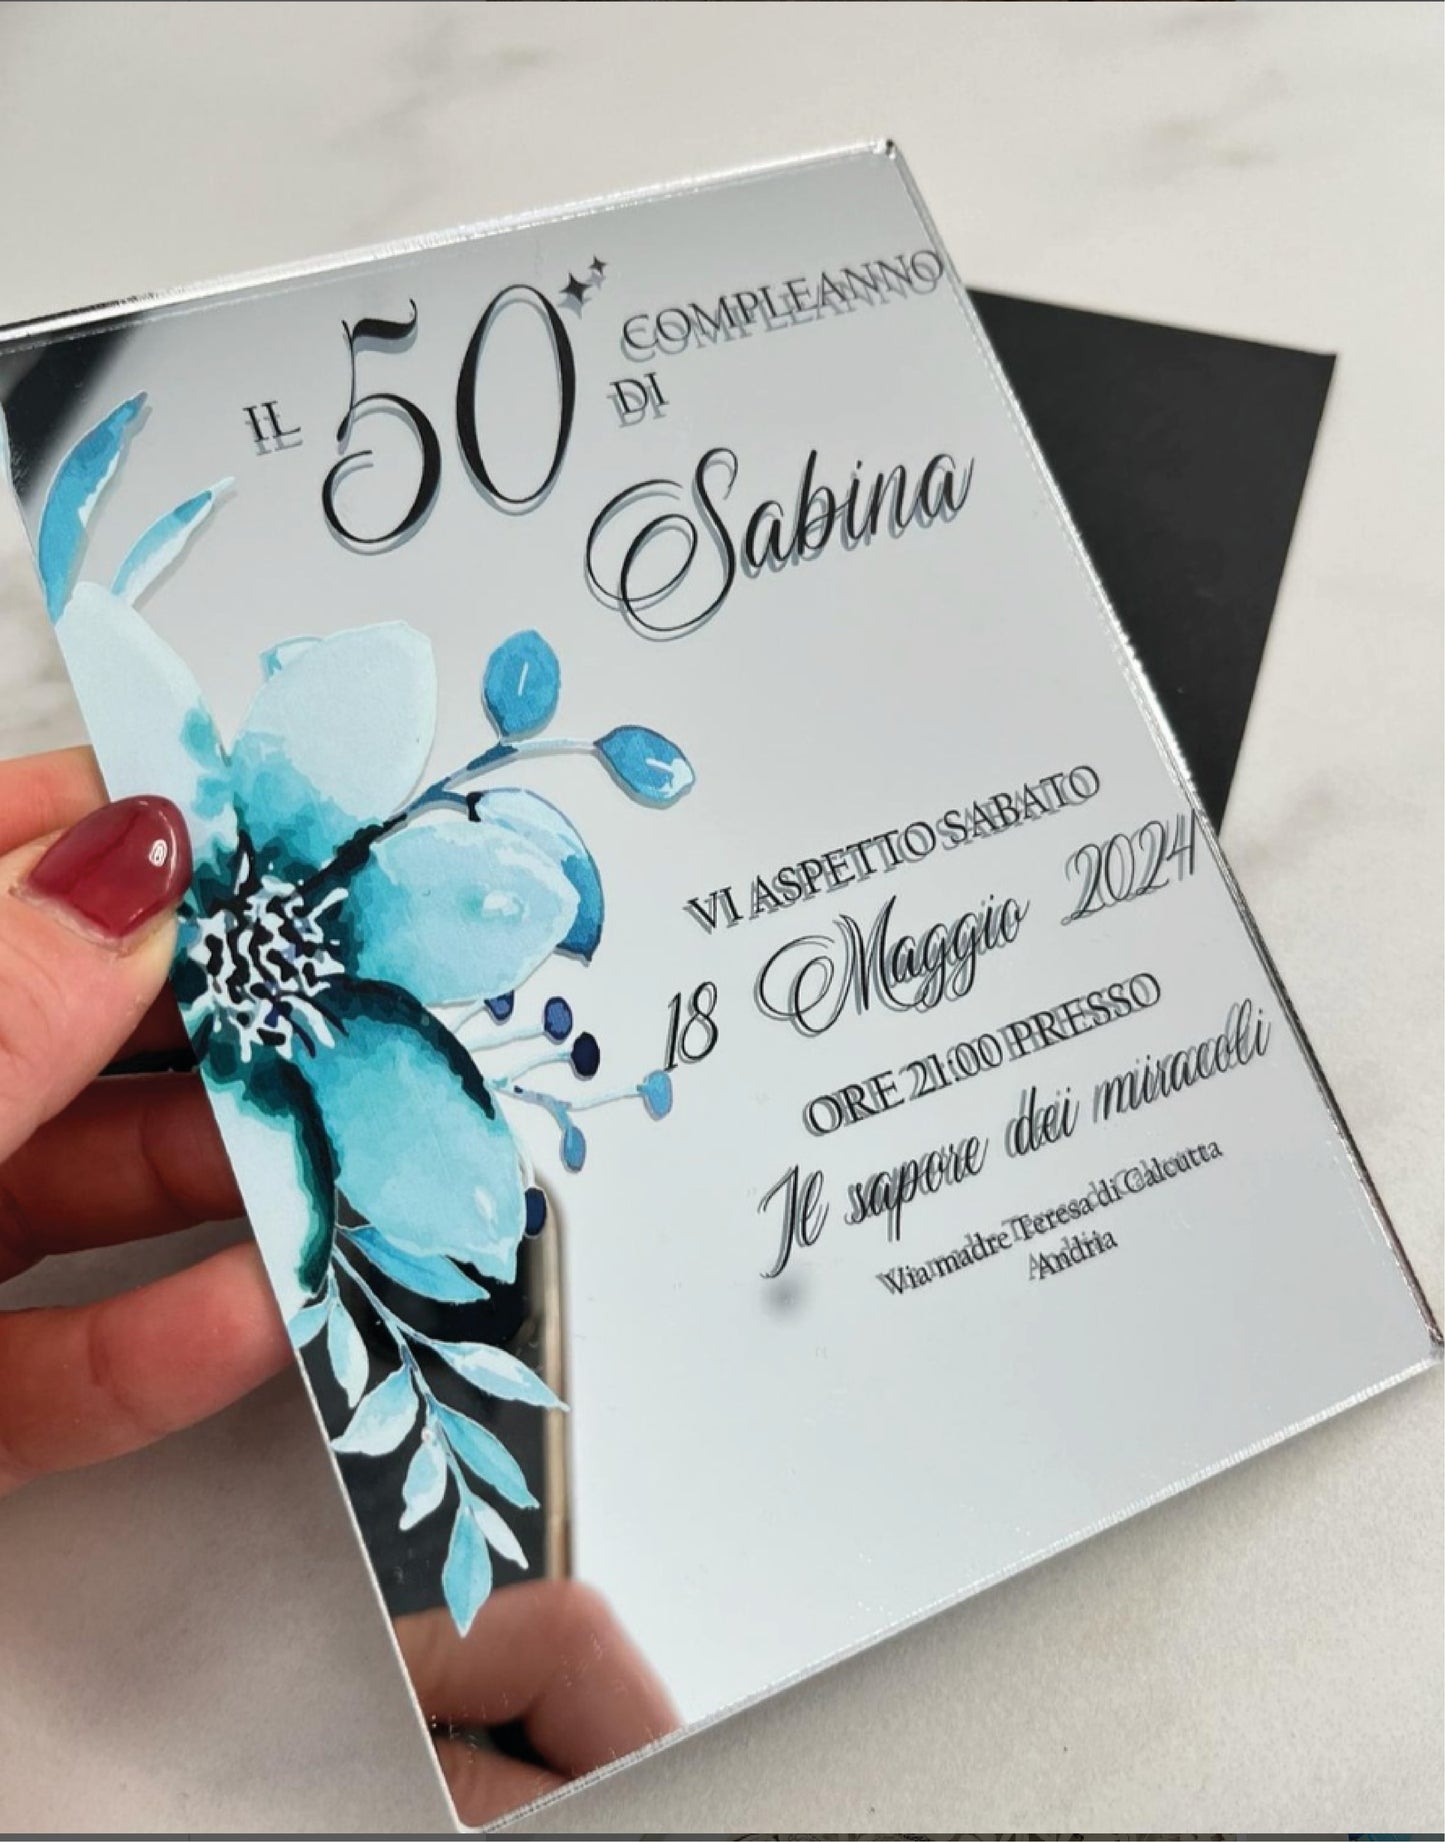 IL 50 COMPLEANNO
DI
Sabina
VI ASPETTO SABATO
18 Maggio 2024
ORE 21:00 PRESSO
Il sapore dei miracoli
Via madre Teresa di Calcutta
Andria